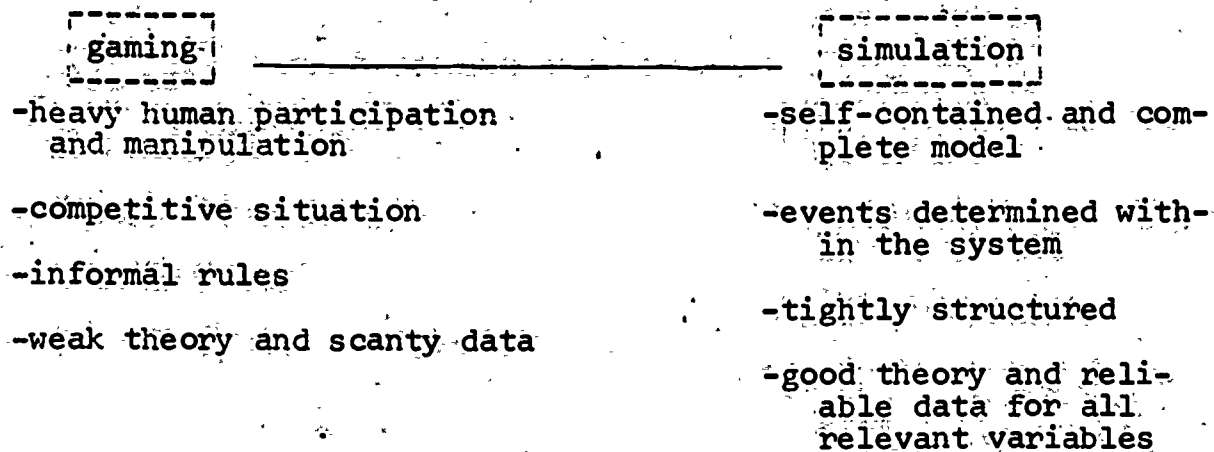 gaming
simulation
-heavy human participation
and manipulation
-competitive situation
-informal rules
-weak theory and scanty data
-self-contained and com-
plete model
-events determined with-
in the system
-tightly structured
-good theory and reli-
able data for all
relevant variables